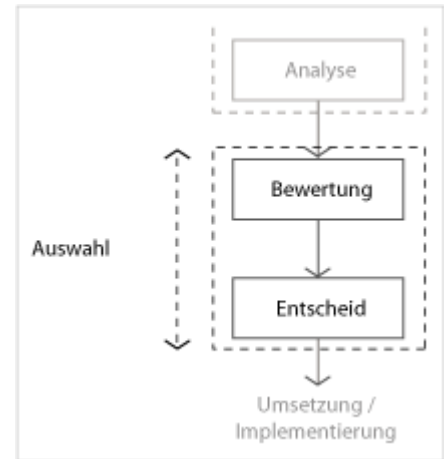 Analyse
Bewertung
Auswahl
Entscheid
Umsetzung /
Implementierung